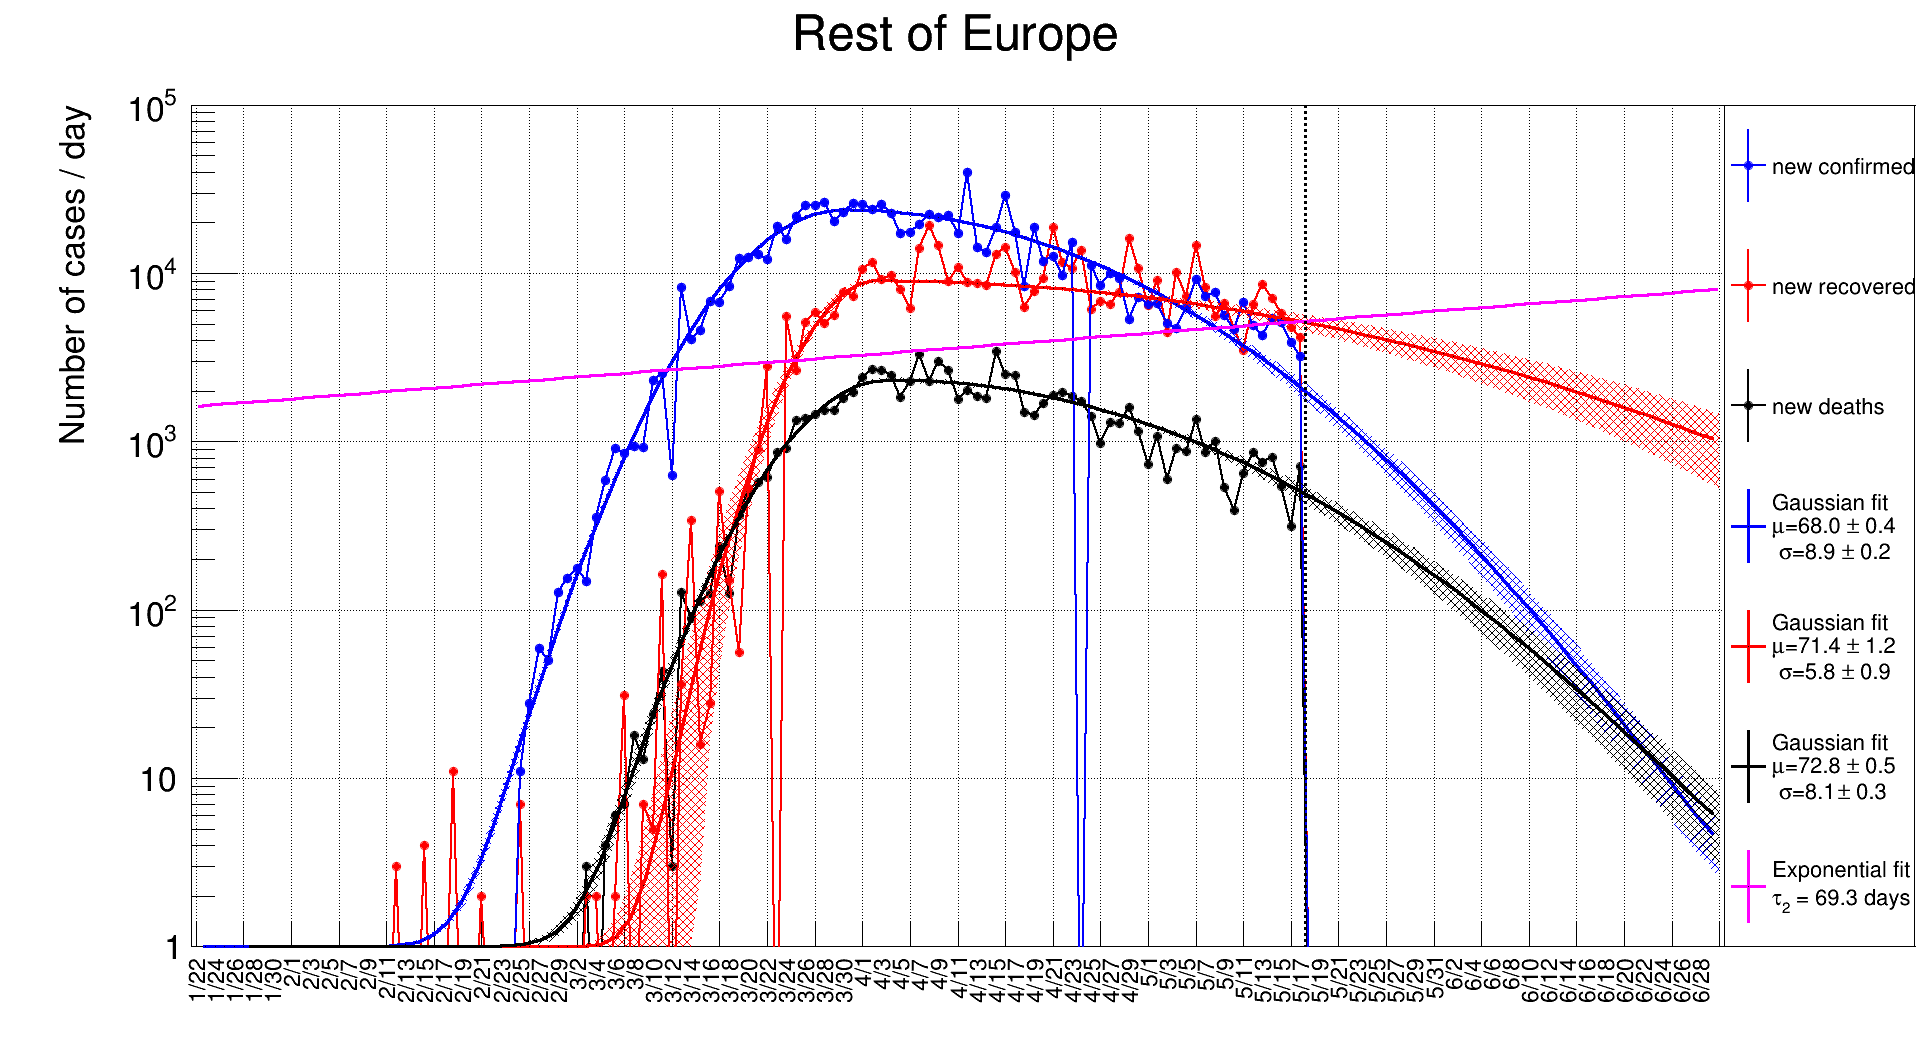 Rest of Europe
Number of cases / day
10^5
10^4
10^3
10^2
10
1
1/22 1/24 1/26 1/28 1/30 2/1 2/3 2/5 2/7 2/9 2/11 2/13 2/15 2/17 2/19 2/21 2/23 2/25 2/27 2/29 3/2 3/4 3/6 3/8 3/10 3/12 3/14 3/16 3/18 3/20 3/22 3/24 3/26 3/28 3/30 4/1 4/3 4/5 4/7 4/9 4/11 4/13 4/15 4/17 4/19 4/21 4/23 4/25 4/27 4/29 5/1 5/3 5/5 5/7 5/9 5/11 5/13 5/15 5/17 5/19 5/21 5/23 5/25 5/27 5/29 5/31 6/2 6/4 6/6 6/8 6/10 6/12 6/14 6/16 6/18 6/20 6/22 6/24 6/26 6/28
new confirmed
new recovered
new deaths
Gaussian fit
μ=68.0 ± 0.4
σ=8.9 ± 0.2
Gaussian fit
μ=71.4 ± 1.2
σ=5.8 ± 0.9
Gaussian fit
μ=72.8 ± 0.5
σ=8.1 ± 0.3
Exponential fit
τ₂ = 69.3 days